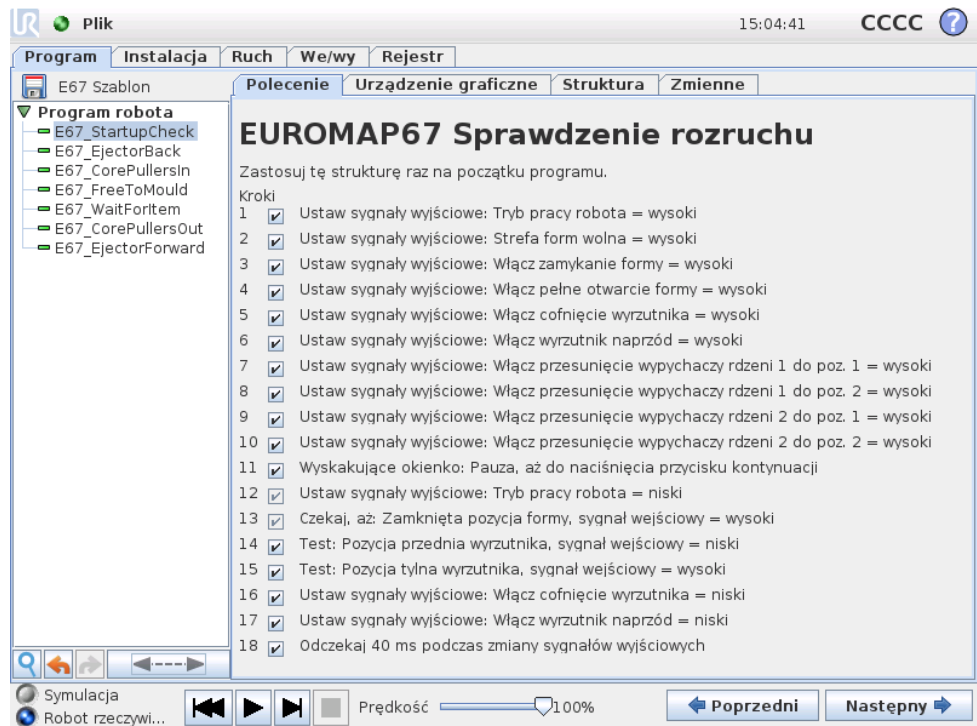 UR Plik 15:04:41 CCCC ?
Program Instalacja Ruch We/wy Rejestr
E67 Szablon
Polecenie Urządzenie graficzne Struktura Zmienne
Program robota
E67_StartupCheck
E67_EjectorBack
E67_CorePullersIn
E67_FreeToMould
E67_WaitForItem
E67_CorePullersOut
E67_EjectorForward
EUROMAP67 Sprawdzenie rozruchu
Zastosuj tę strukturę raz na początku programu.
Kroki
1 Ustaw sygnały wyjściowe: Tryb pracy robota = wysoki
2 Ustaw sygnały wyjściowe: Strefa form wolna = wysoki
3 Ustaw sygnały wyjściowe: Włącz zamykanie formy = wysoki
4 Ustaw sygnały wyjściowe: Włącz pełne otwarcie formy = wysoki
5 Ustaw sygnały wyjściowe: Włącz cofnięcie wyrzutnika = wysoki
6 Ustaw sygnały wyjściowe: Włącz wyrzutnik naprzód = wysoki
7 Ustaw sygnały wyjściowe: Włącz przesunięcie wypychaczy rdzeni 1 do poz. 1 = wysoki
8 Ustaw sygnały wyjściowe: Włącz przesunięcie wypychaczy rdzeni 1 do poz. 2 = wysoki
9 Ustaw sygnały wyjściowe: Włącz przesunięcie wypychaczy rdzeni 2 do poz. 1 = wysoki
10 Ustaw sygnały wyjściowe: Włącz przesunięcie wypychaczy rdzeni 2 do poz. 2 = wysoki
11 Wyskakujące okienko: Pauza, aż do naciśnięcia przycisku kontynuacji
12 Ustaw sygnały wyjściowe: Tryb pracy robota = niski
13 Czekaj, aż: Zamknięta pozycja formy, sygnał wejściowy = wysoki
14 Test: Pozycja przednia wyrzutnika, sygnał wejściowy = niski
15 Test: Pozycja tylna wyrzutnika, sygnał wejściowy = wysoki
16 Ustaw sygnały wyjściowe: Włącz cofnięcie wyrzutnika = niski
17 Ustaw sygnały wyjściowe: Włącz wyrzutnik naprzód = niski
18 Odczekaj 40 ms podczas zmiany sygnałów wyjściowych
Symulacja
Robot rzeczywi...
Prędkość 100%
Poprzedni Następny